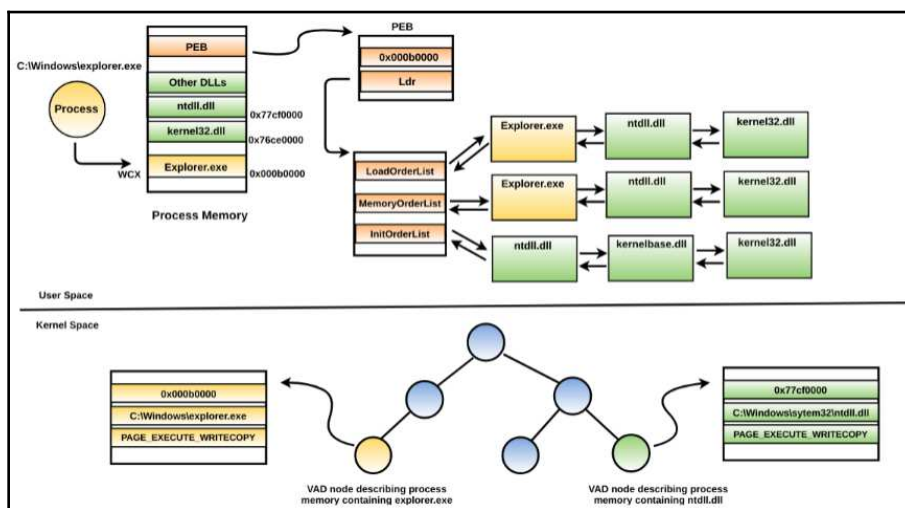 PEB
PEB
C:\Windows\explorer.exe
0x000b0000
Other DLLs
Ldr
Process
ntdll.dll
0x77cf0000
kernel32.dll
0x76ce0000
Explorer.exe
WCX
0x000b0000
Process Memory
Explorer.exe
ntdll.dll
kernel32.dll
LoadOrderList
Explorer.exe
ntdll.dll
kernel32.dll
MemoryOrderList
InitOrderList
ntdll.dll
kernelbase.dll
kernel32.dll
User Space
Kernel Space
0x000b0000
C:\Windows\explorer.exe
PAGE_EXECUTE_WRITECOPY
0x77cf0000
C:\Windows\sytem32\ntdll.dll
PAGE_EXECUTE_WRITECOPY
VAD node describing process
memory containing explorer.exe
VAD node describing process
memory containing ntdll.dll